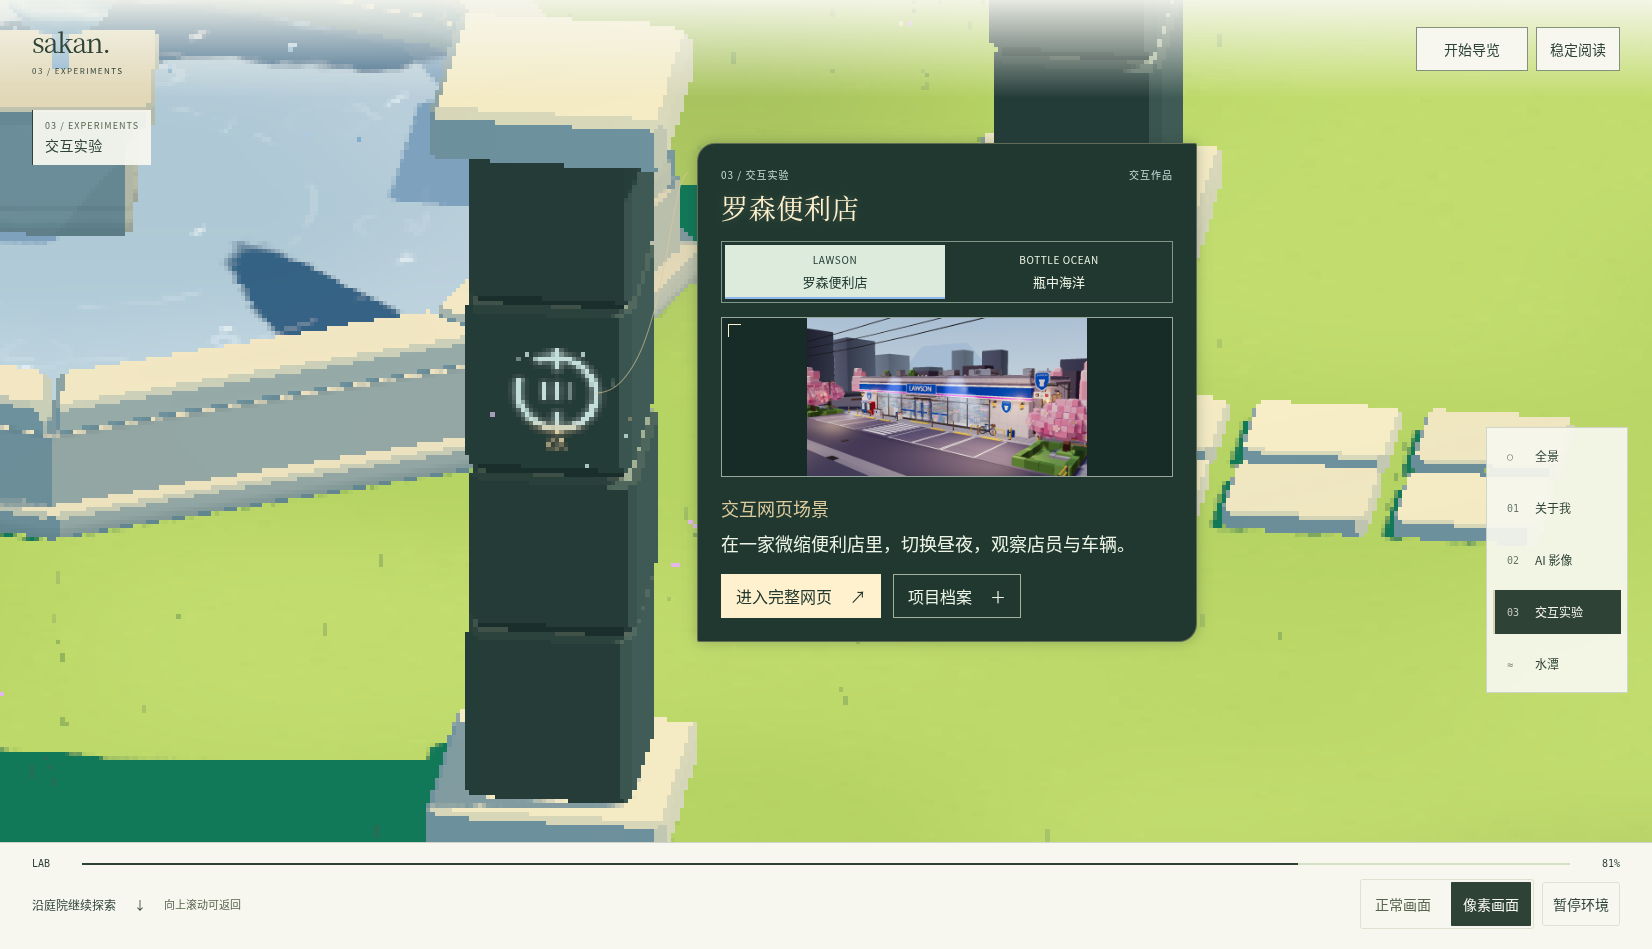 sakan.
03 / EXPERIMENTS
开始导览
稳定阅读
03 / EXPERIMENTS
交互实验
03 / 交互实验
交互作品
罗森便利店
LAWSON
罗森便利店
BOTTLE OCEAN
瓶中海洋
LAWSON
交互网页场景
在一家微缩便利店里，切换昼夜，观察店员与车辆。
进入完整网页 ↗
项目档案 +
○ 全景
01 关于我
02 AI 影像
03 交互实验
≈ 水潭
LAB
81%
沿庭院继续探索 ↓ 向上滚动可返回
正常画面
像素画面
暂停环境